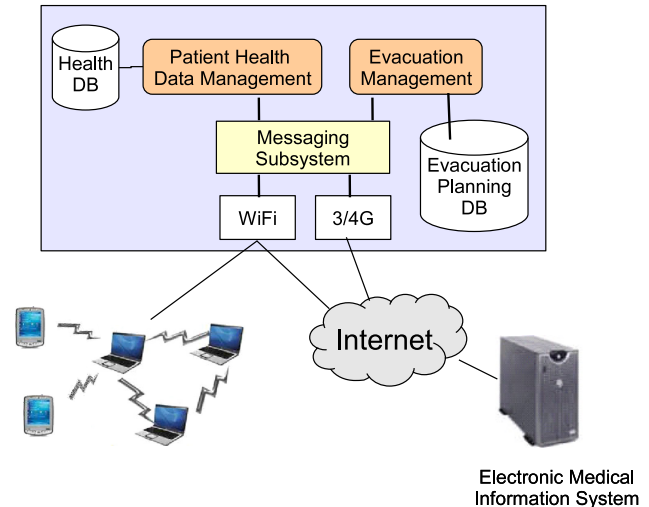 Health
DB
Patient Health
Data Management
Evacuation
Management
Messaging
Subsystem
Evacuation
Planning
DB
WiFi
3/4G
Internet
Electronic Medical
Information System